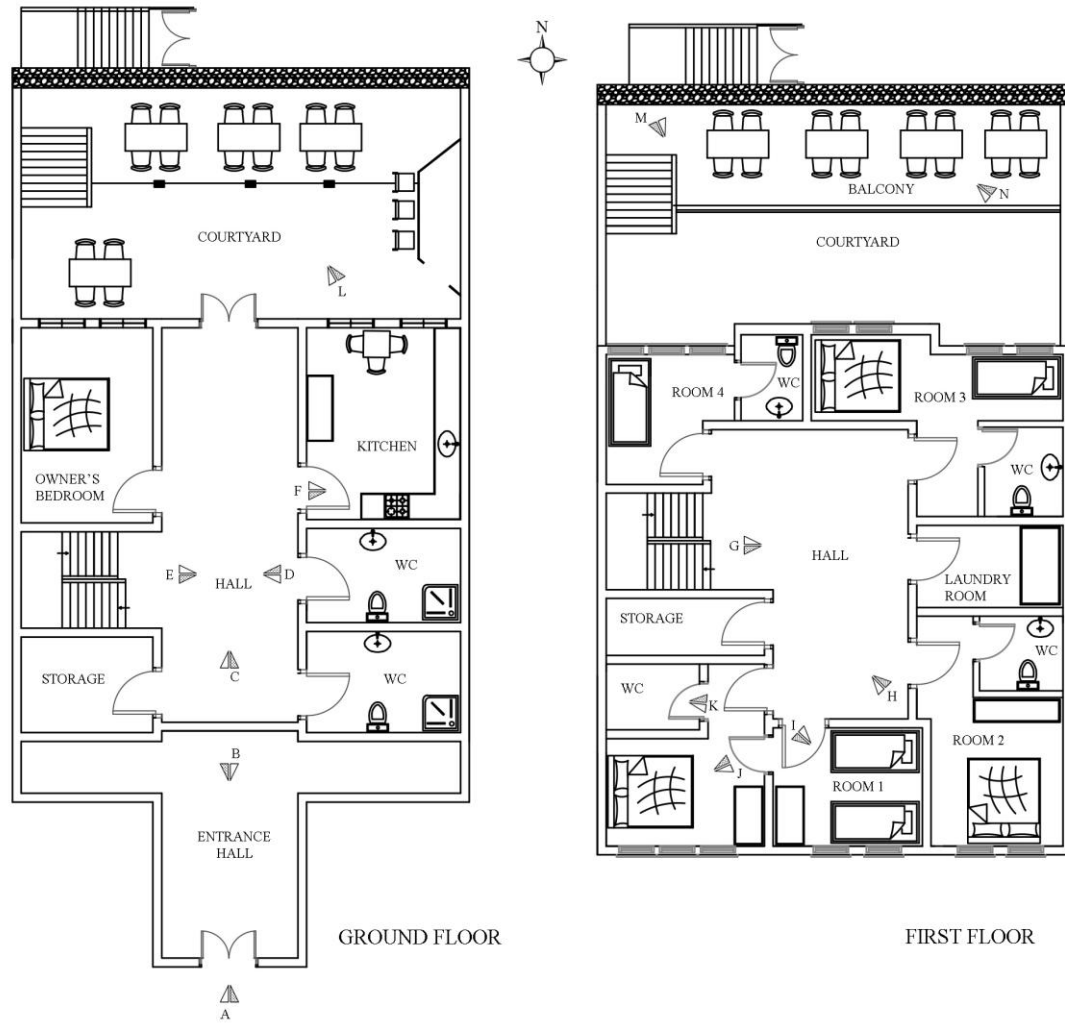 N
COURTYARD
L
OWNER'S
BEDROOM
KITCHEN
F
E
D
HALL
WC
C
STORAGE
WC
B
ENTRANCE
HALL
A
GROUND FLOOR
M
BALCONY
N
COURTYARD
ROOM 4
WC
ROOM 3
WC
G
HALL
LAUNDRY
ROOM
STORAGE
WC
K
H
WC
I
J
ROOM 2
ROOM 1
FIRST FLOOR